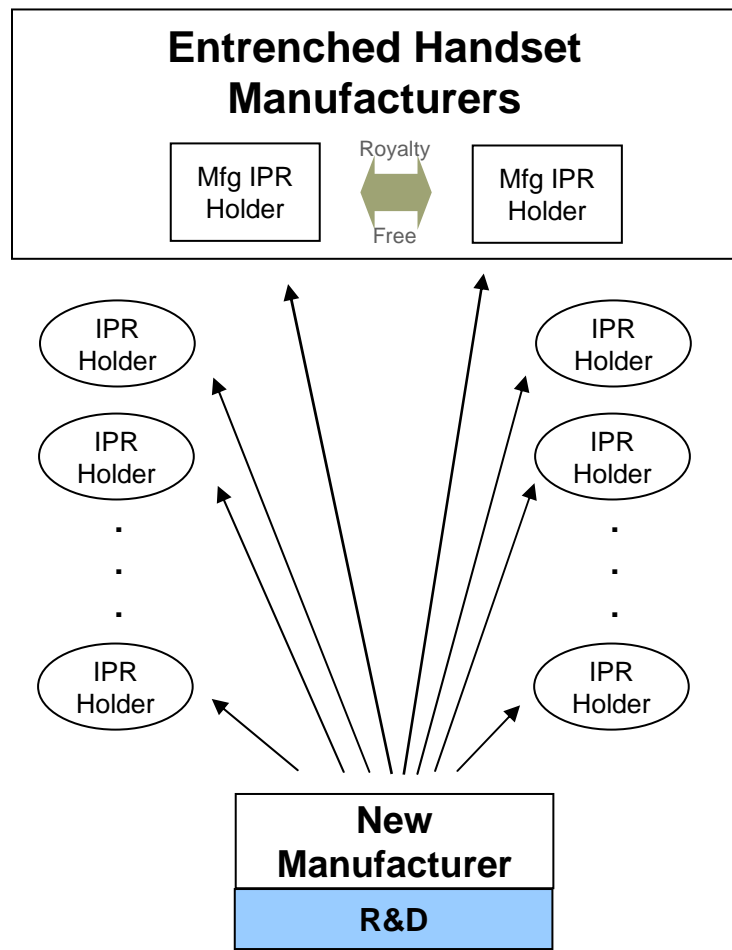 Entrenched Handset
Manufacturers
Royalty
Mfg IPR
Holder
Mfg IPR
Holder
Free
IPR
Holder
IPR
Holder
IPR
Holder
IPR
Holder
.
.
.
.
.
.
IPR
Holder
IPR
Holder
New
Manufacturer
R&D